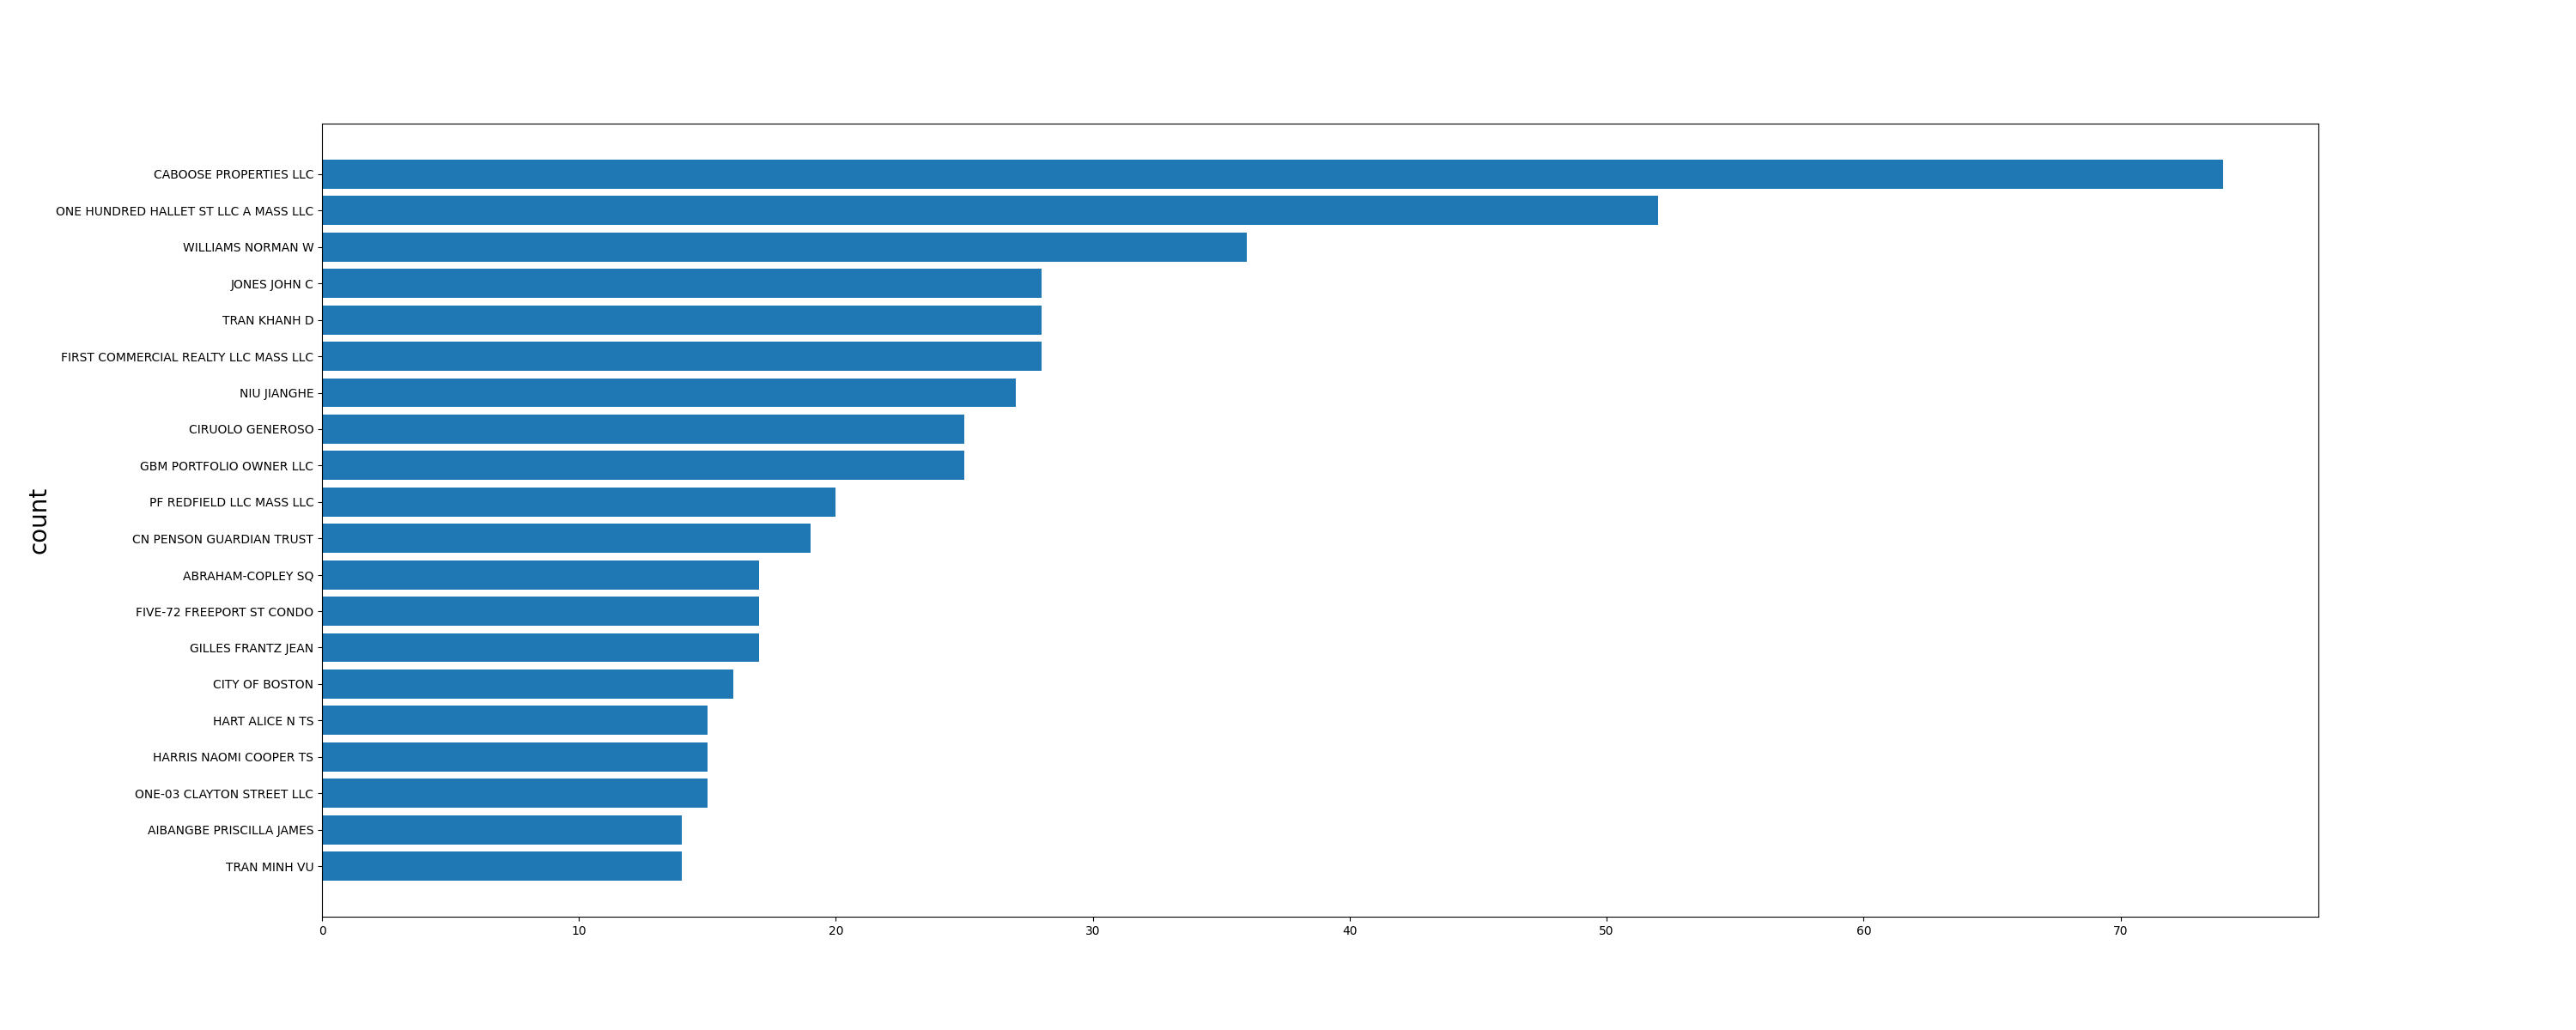 CABOOSE PROPERTIES LLC
ONE HUNDRED HALLET ST LLC A MASS LLC
WILLIAMS NORMAN W
JONES JOHN C
TRAN KHANH D
FIRST COMMERCIAL REALTY LLC MASS LLC
NIU JIANGHE
CIRUOLO GENEROSO
GBM PORTFOLIO OWNER LLC
PF REDFIELD LLC MASS LLC
CN PENSON GUARDIAN TRUST
ABRAHAM-COPLEY SQ
FIVE-72 FREEPORT ST CONDO
GILLES FRANTZ JEAN
CITY OF BOSTON
HART ALICE N TS
HARRIS NAOMI COOPER TS
ONE-03 CLAYTON STREET LLC
AIBANGBE PRISCILLA JAMES
TRAN MINH VU
count
0 10 20 30 40 50 60 70